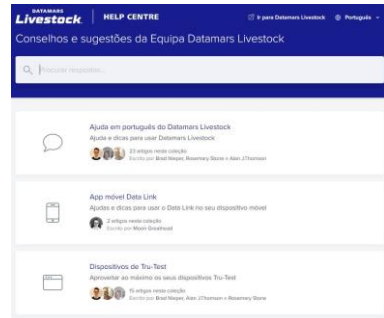 DATAMARS
Livestock
HELP CENTRE
Ir para Datamars Livestock
Português
Conselhos e sugestões da Equipa Datamars Livestock
Procurar respostas...
Ajuda em português do Datamars Livestock
Ajuda e dicas para usar Datamars Livestock
23 artigos nesta coleção
Escrito por Brad Nieper, Rosemary Stone e Alan J.Thomson
App móvel Data Link
Ajudas e dicas para usar o Data Link no seu dispositivo móvel
2 artigos nesta coleção
Escrito por Maxin Greathead
Dispositivos de Tru-Test
Aproveitar ao máximo os seus dispositivos Tru-Test
15 artigos nesta coleção
Escrito por Brad Nieper, Alan J.Thomson e Rosemary Stone